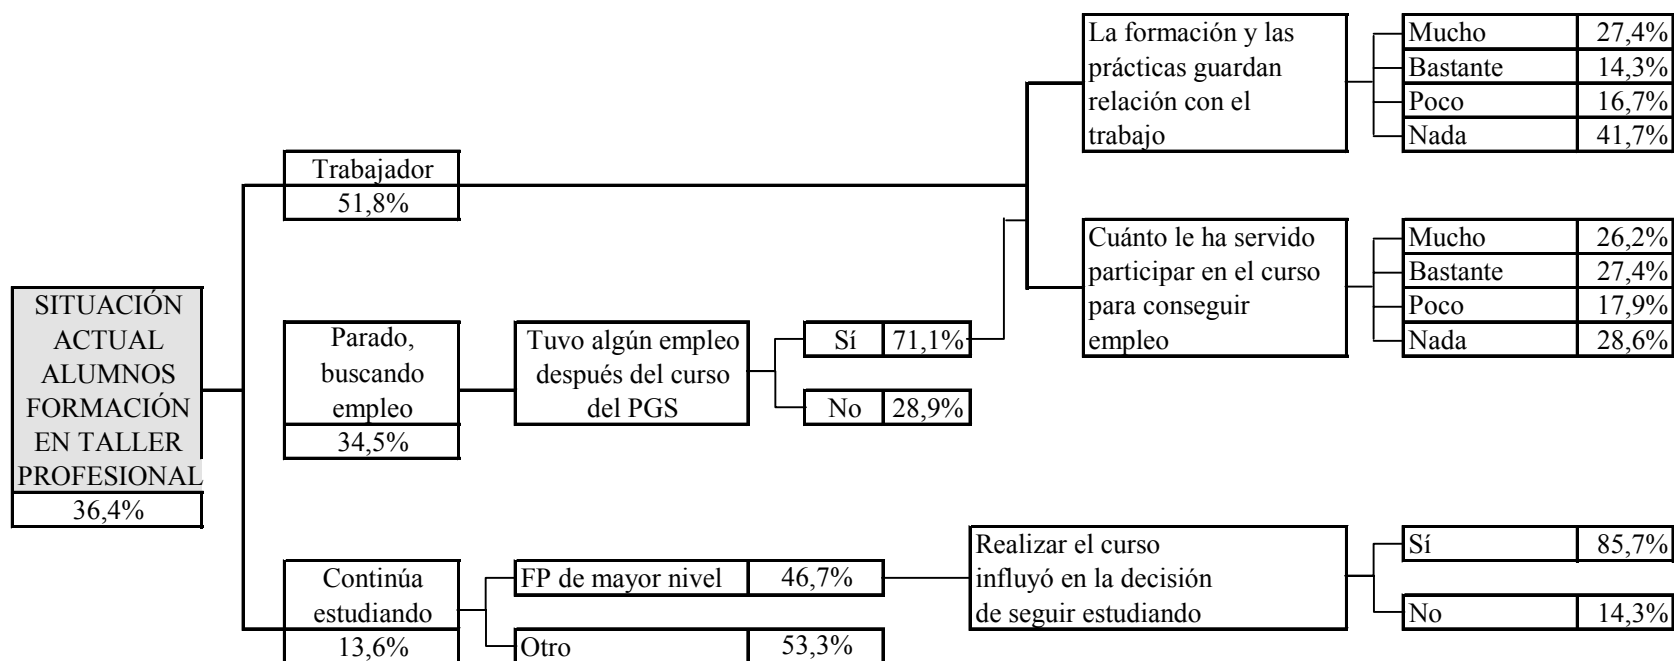 SITUACIÓN
ACTUAL
ALUMNOS
FORMACIÓN
EN TALLER
PROFESIONAL
36,4%
Trabajador
51,8%
La formación y las
prácticas guardan
relación con el
trabajo
Mucho 27,4%
Bastante 14,3%
Poco 16,7%
Nada 41,7%
Cuánto le ha servido
participar en el curso
para conseguir
empleo
Mucho 26,2%
Bastante 27,4%
Poco 17,9%
Nada 28,6%
Parado,
buscando
empleo
34,5%
Tuvo algún empleo
después del curso
del PGS
Sí 71,1%
No 28,9%
Continúa
estudiando
13,6%
FP de mayor nivel 46,7%
Otro 53,3%
Realizar el curso
influyó en la decisión
de seguir estudiando
Sí 85,7%
No 14,3%